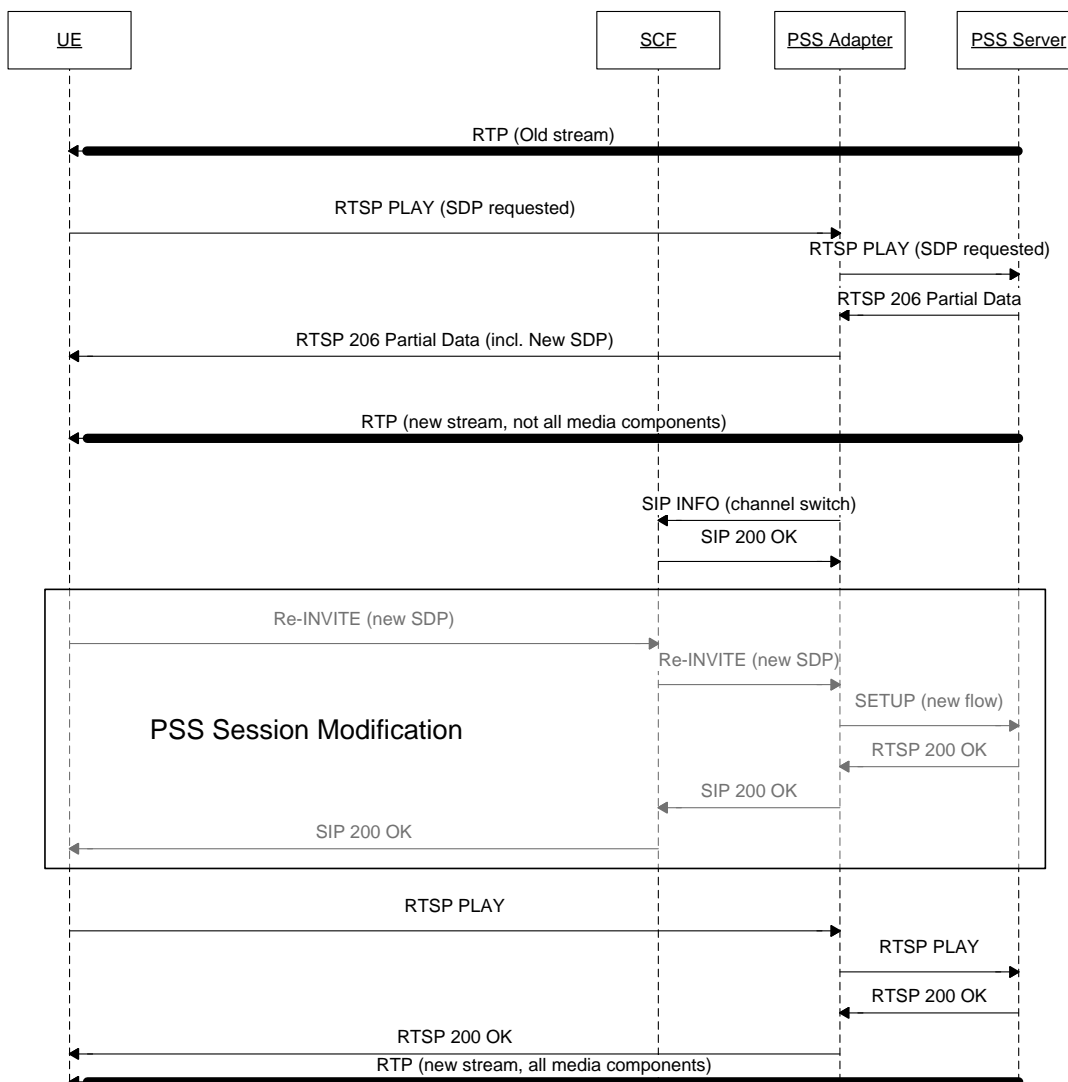 UE
SCF
PSS Adapter
PSS Server
RTP (Old stream)
RTSP PLAY (SDP requested)
RTSP PLAY (SDP requested)
RTSP 206 Partial Data
RTSP 206 Partial Data (incl. New SDP)
RTP (new stream, not all media components)
SIP INFO (channel switch)
SIP 200 OK
Re-INVITE (new SDP)
Re-INVITE (new SDP)
SETUP (new flow)
PSS Session Modification
RTSP 200 OK
SIP 200 OK
SIP 200 OK
RTSP PLAY
RTSP PLAY
RTSP 200 OK
RTSP 200 OK
RTP (new stream, all media components)